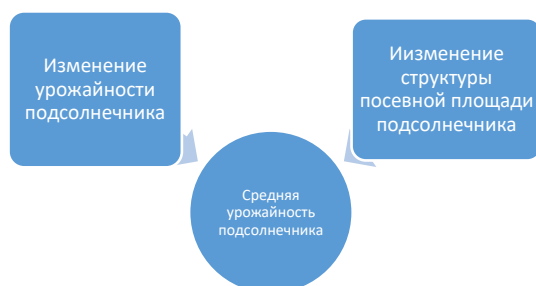 Изменение
урожайности
подсолнечника
Иизменение
структуры
посевной площади
подсолнечника
Средняя
урожайность
подсолнечника